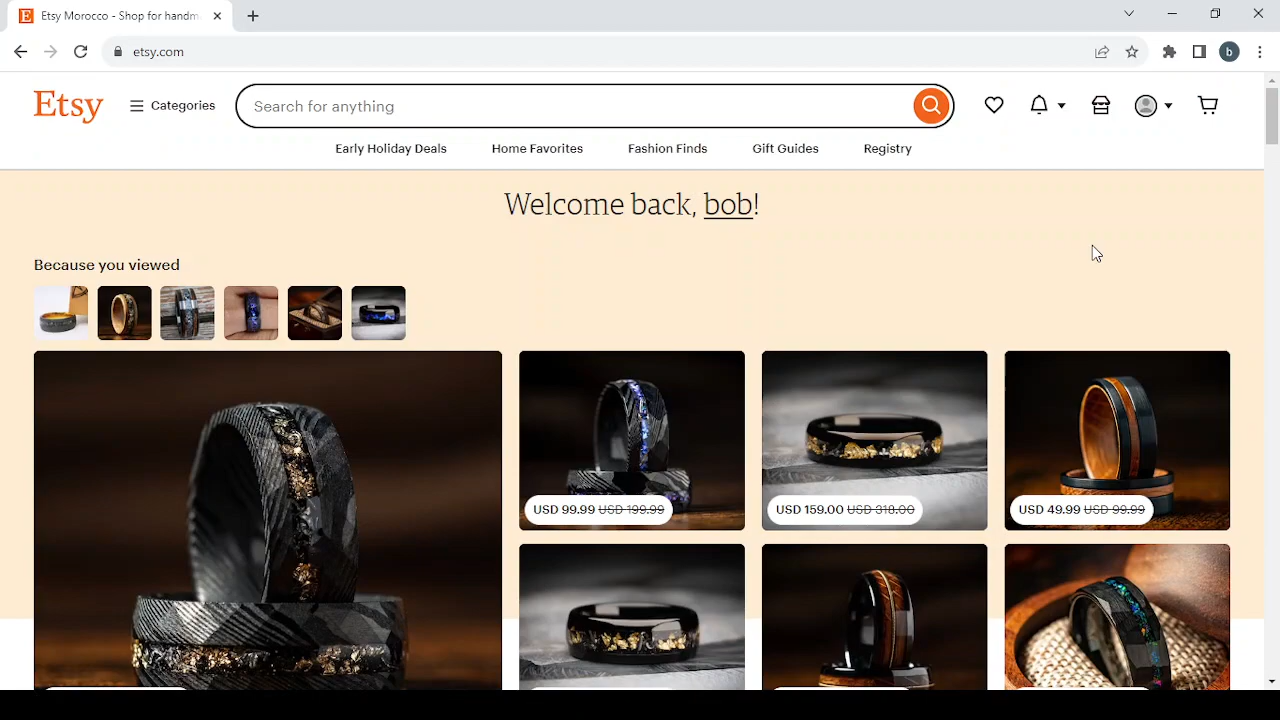 Etsy Morocco - Shop for handm
etsy.com
b
Etsy
Categories
Search for anything
Early Holiday Deals
Home Favorites
Fashion Finds
Gift Guides
Registry
Welcome back, bob!
Because you viewed
USD 99.99 USD 199.99
USD 159.00 USD 318.00
USD 49.99 USD 99.99